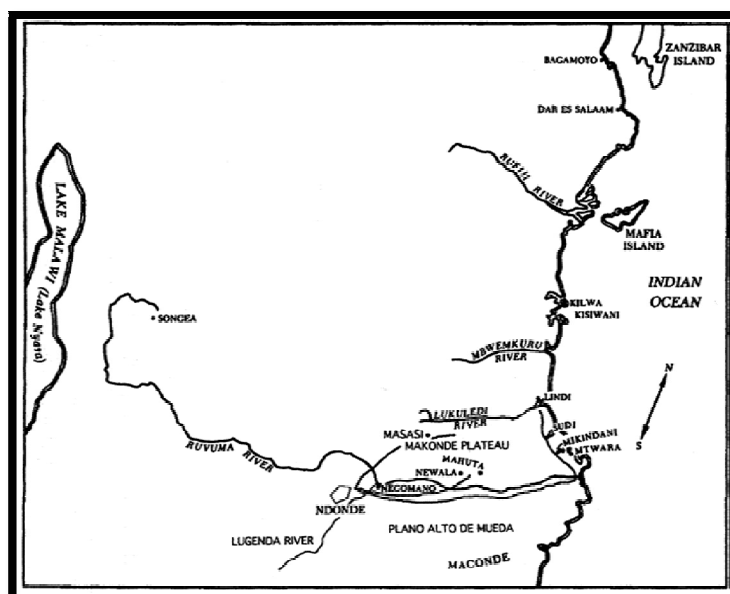 ZANZIBAR
ISLAND
BAGAMOYO
DAR ES SALAAM
RUFIJI
RIVER
MAFIA
ISLAND
LAKE MALAWI (Lake Nyasa)
INDIAN
OCEAN
KILWA
KISIWANI
SONGEA
MBWEMKURU
RIVER
N
LINDI
LUKULEDI
RIVER
SUDI
MASASI
MIKINDANI
S
MAKONDE PLATEAU
MTWARA
RUVUMA
RIVER
MAHUTA
NEWALA
NEGOMANO
NDONDE
PLANO ALTO DE MUEDA
LUGENDA RIVER
MACONDE